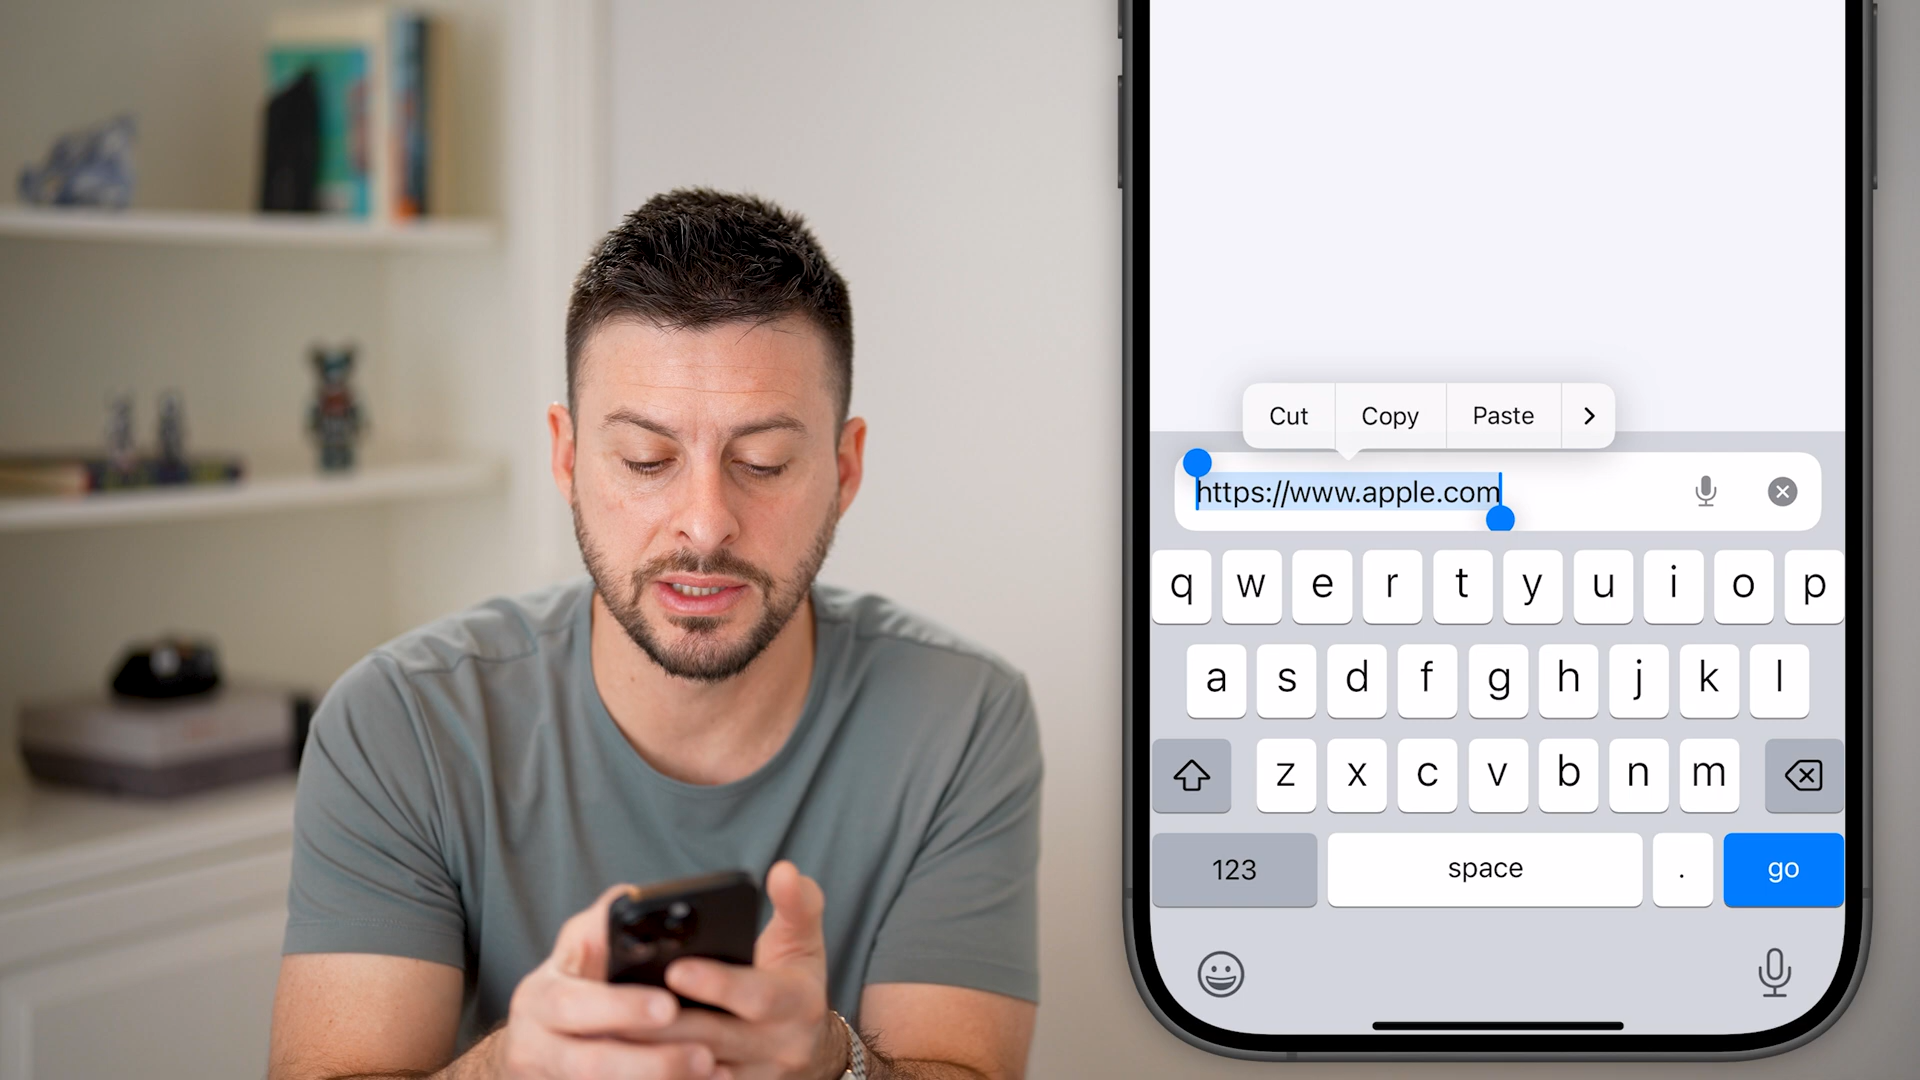 Cut Copy Paste
https://www.apple.com
q w e r t y u i o p
a s d f g h j k l
z x c v b n m
123 space . go